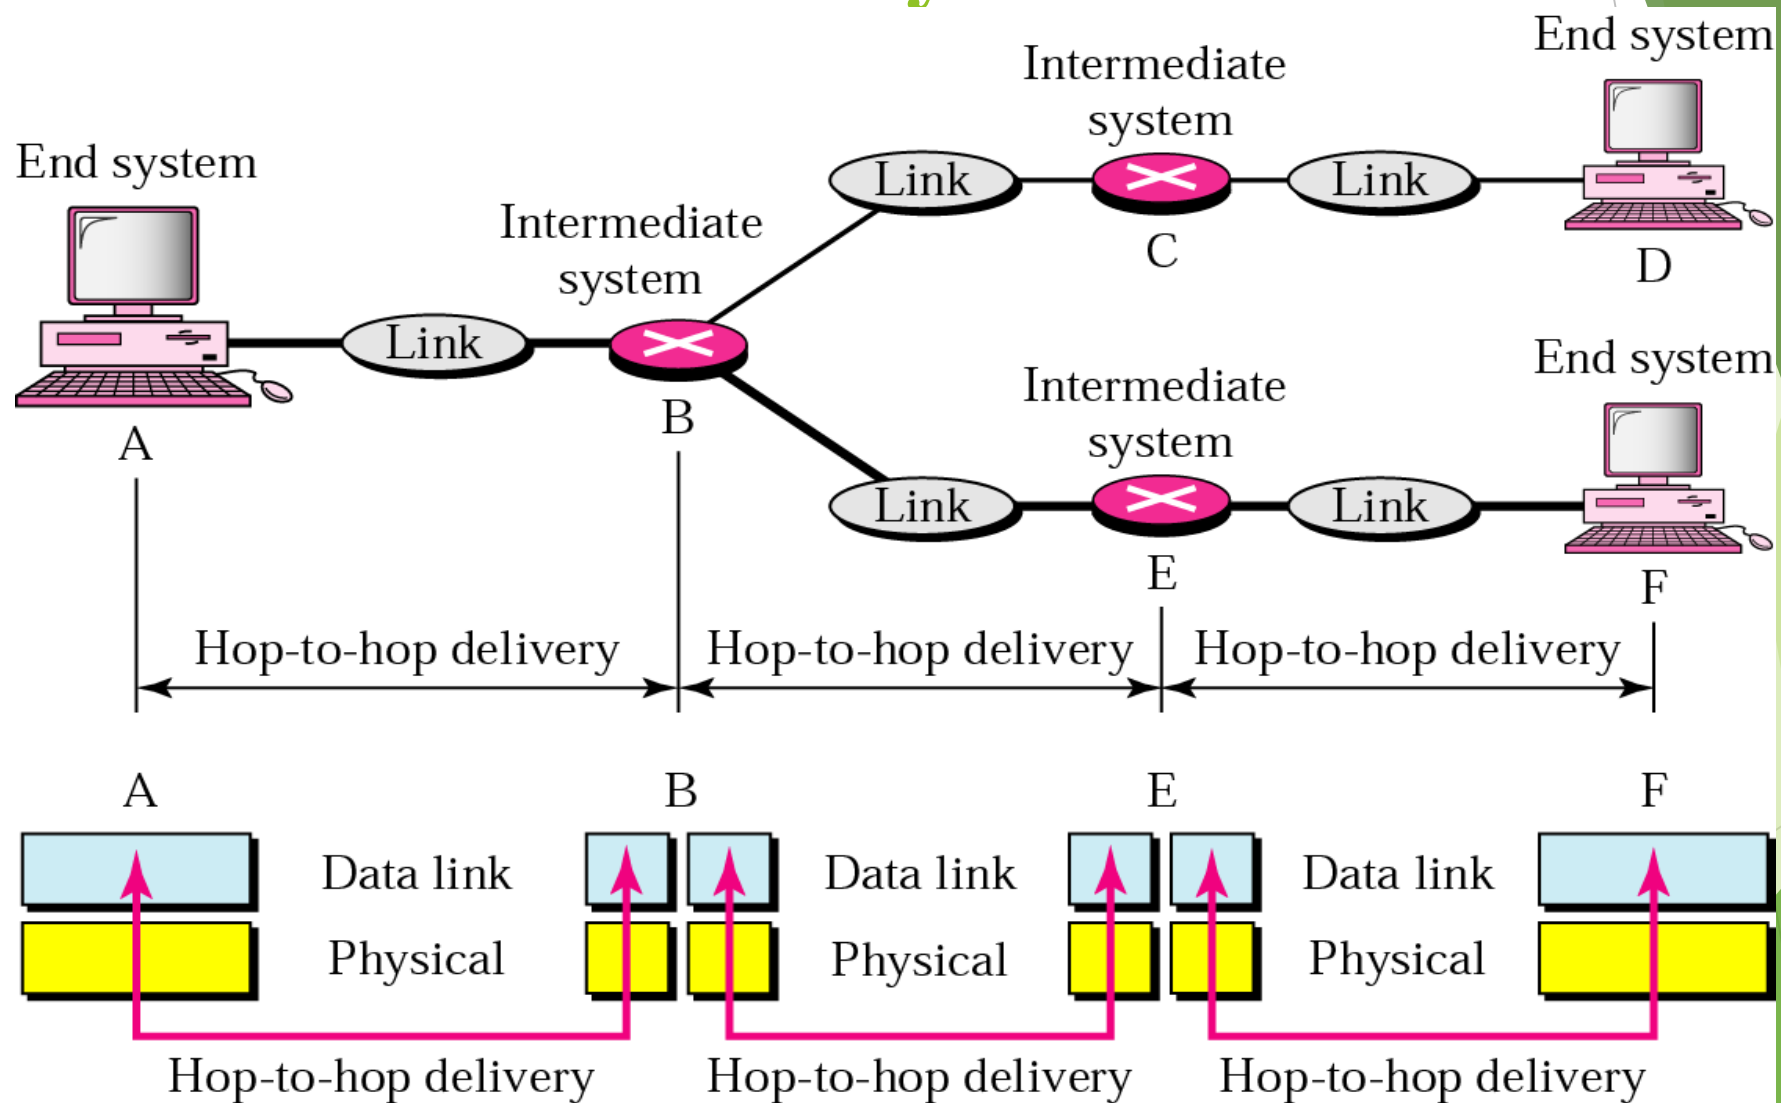 End system
Intermediate
system
Link
C
Link
D
End system
A
Link
Intermediate
system
B
End system
Intermediate
system
Link
E
Link
F
Hop-to-hop delivery
Hop-to-hop delivery
Hop-to-hop delivery
A
B
E
F
Data link
Data link
Data link
Physical
Physical
Physical
Hop-to-hop delivery
Hop-to-hop delivery
Hop-to-hop delivery